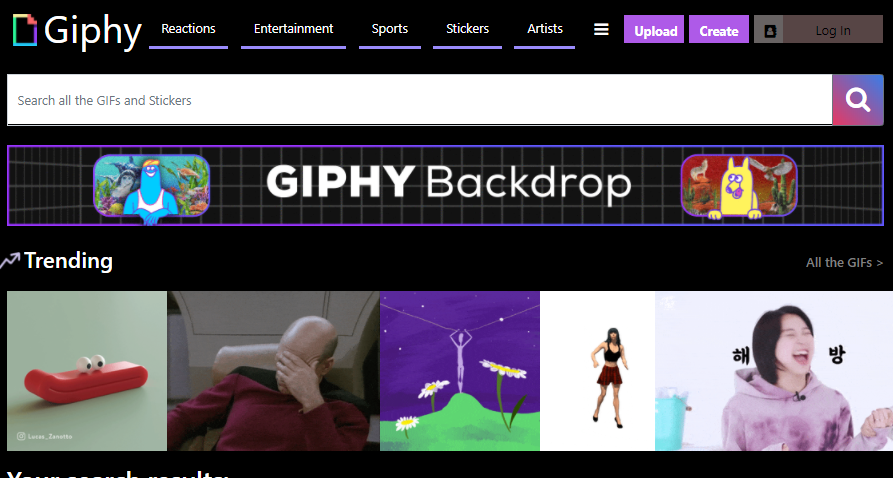 Giphy
Reactions
Entertainment
Sports
Stickers
Artists
Upload
Create
Log In
Search all the GIFs and Stickers
GIPHY Backdrop
Trending
All the GIFs >
Lucas_Zanotto
해 방
Your search results: